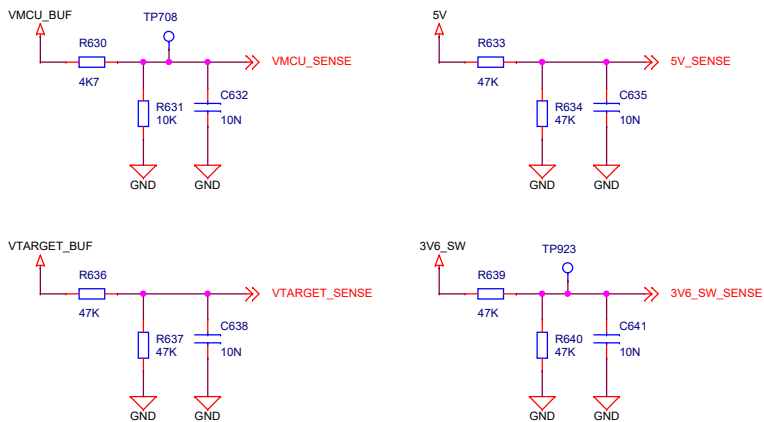 VMCU_BUF
TP708
R630
4K7
VMCU_SENSE
R631
10K
C632
10N
GND
GND
5V
R633
47K
5V_SENSE
R634
47K
C635
10N
GND
GND
VTARGET_BUF
R636
47K
VTARGET_SENSE
R637
47K
C638
10N
GND
GND
3V6_SW
TP923
R639
47K
3V6_SW_SENSE
R640
47K
C641
10N
GND
GND